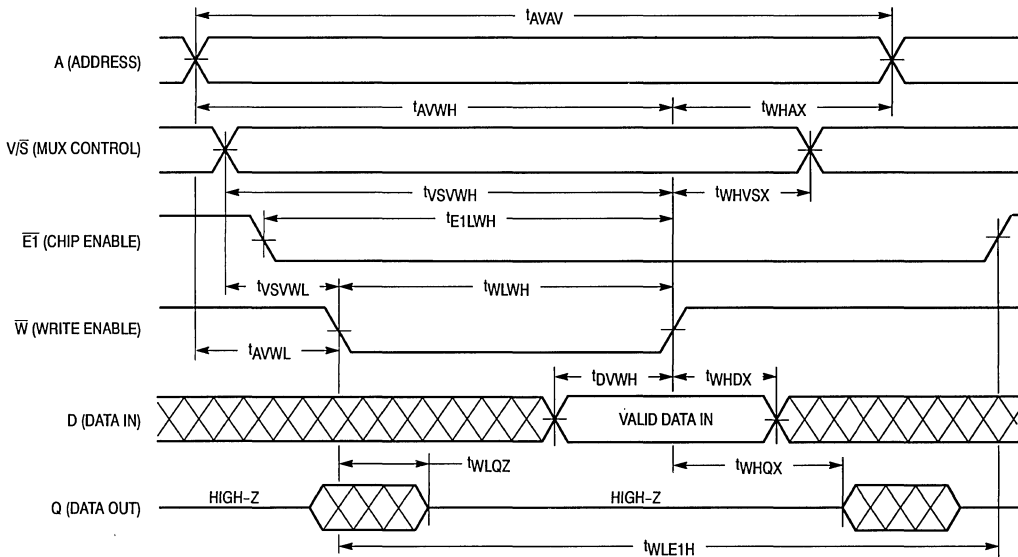 tAVAV
A (ADDRESS)
tAVWH
tWHAX
V/S̅ (MUX CONTROL)
tVSVWH
tWHVSX
tE1LWH
E̅1̅ (CHIP ENABLE)
tVSVWL
tWLWH
W̅ (WRITE ENABLE)
tAVWL
tDVWH
tWHDX
D (DATA IN)
VALID DATA IN
tWLQZ
tWHQX
Q (DATA OUT)
HIGH-Z
HIGH-Z
tWLE1H